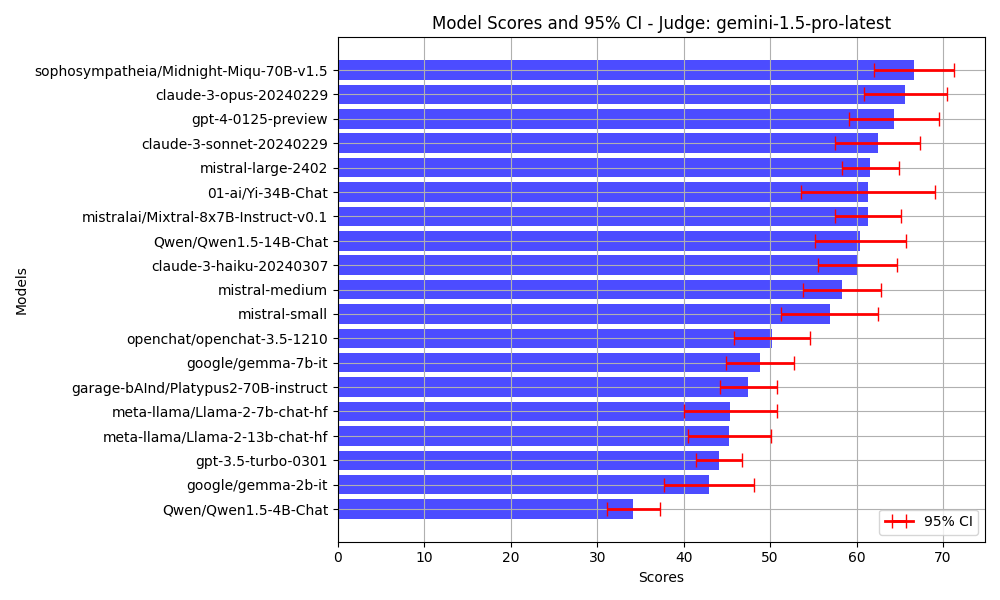 Model Scores and 95% CI - Judge: gemini-1.5-pro-latest
sophosympatheia/Midnight-Miqu-70B-v1.5
claude-3-opus-20240229
gpt-4-0125-preview
claude-3-sonnet-20240229
mistral-large-2402
01-ai/Yi-34B-Chat
mistralai/Mixtral-8x7B-Instruct-v0.1
Qwen/Qwen1.5-14B-Chat
claude-3-haiku-20240307
mistral-medium
mistral-small
openchat/openchat-3.5-1210
google/gemma-7b-it
garage-bAInd/Platypus2-70B-instruct
meta-llama/Llama-2-7b-chat-hf
meta-llama/Llama-2-13b-chat-hf
gpt-3.5-turbo-0301
google/gemma-2b-it
Qwen/Qwen1.5-4B-Chat
Models
95% CI
0 10 20 30 40 50 60 70
Scores